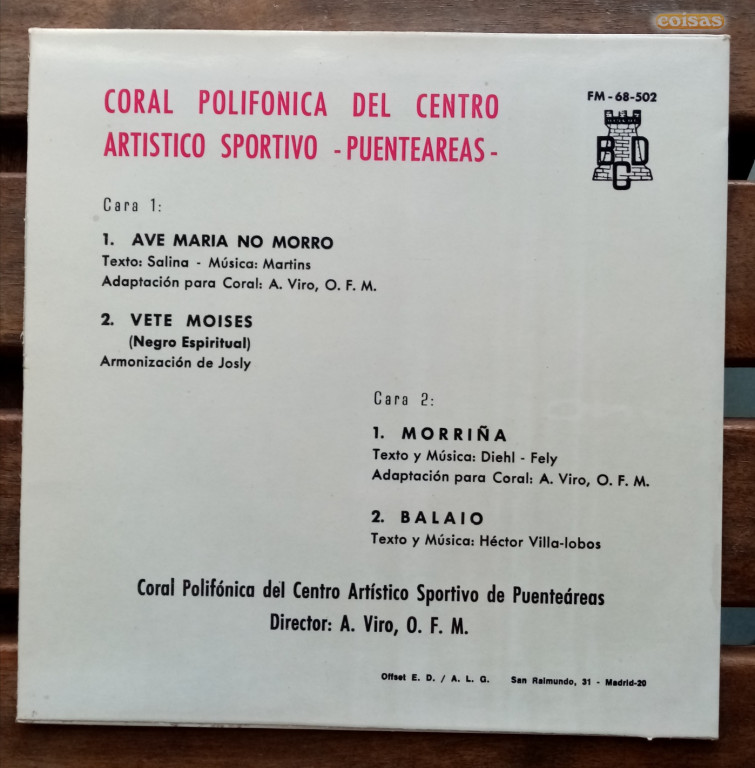 coisas
CORAL POLIFONICA DEL CENTRO
ARTISTICO SPORTIVO -PUENTEAREAS-
FM-68-502
BCD
Cara 1:
1. AVE MARIA NO MORRO
Texto: Salina - Música: Martins
Adaptación para Coral: A. Viro, O. F. M.
2. VETE MOISES
(Negro Espiritual)
Armonización de Josly
Cara 2:
1. MORRIÑA
Texto y Música: Diehl - Fely
Adaptación para Coral: A. Viro, O. F. M.
2. BALAIO
Texto y Música: Héctor Villa-lobos
Coral Polifónica del Centro Artístico Sportivo de Puenteáreas
Director: A. Viro, O. F. M.
Offset E. D. / A. L. G. San Raimundo, 31 - Madrid-20